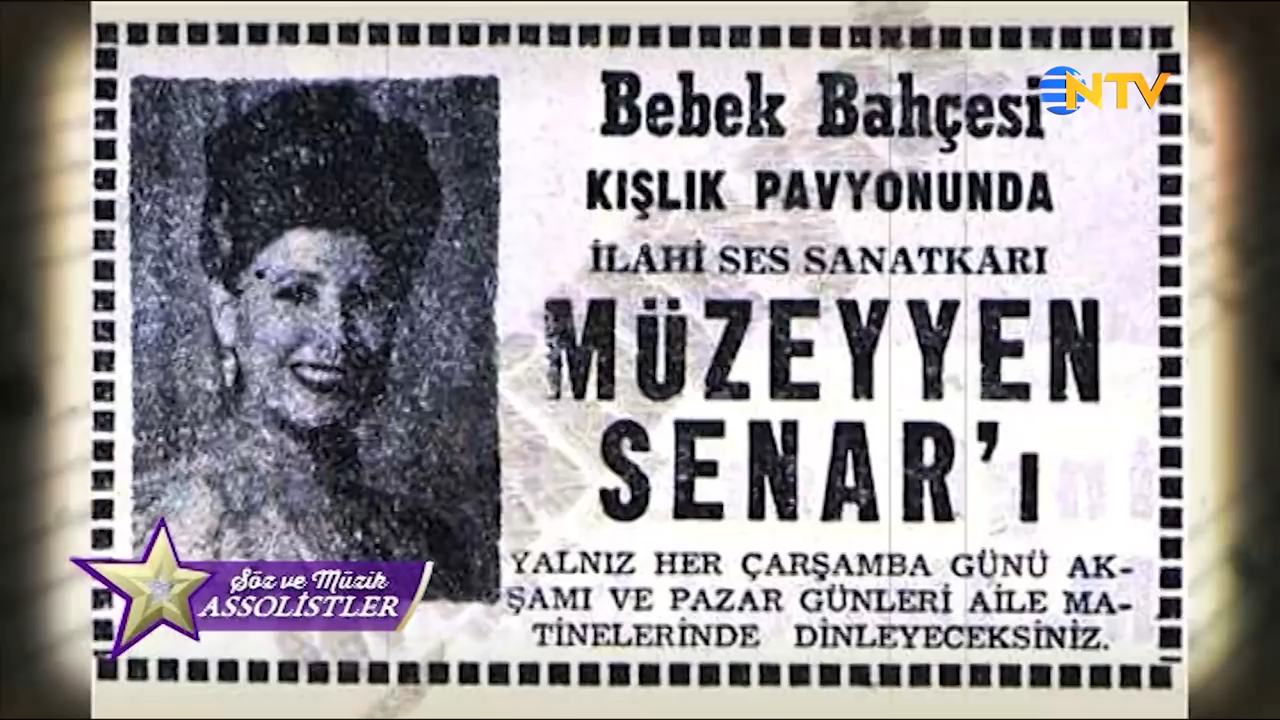 NTV
Bebek Bahçesi
KIŞLIK PAVYONUNDA
İLAHİ SES SANATKÂRI
MÜZEYYEN
SENAR'ı
YALNIZ HER ÇARŞAMBA GÜNÜ AK-
ŞAMI VE PAZAR GÜNLERİ AİLE MA-
TİNELERİNDE DİNLEYECEKSİNİZ.
Söz ve Müzik
ASSOLİSTLER